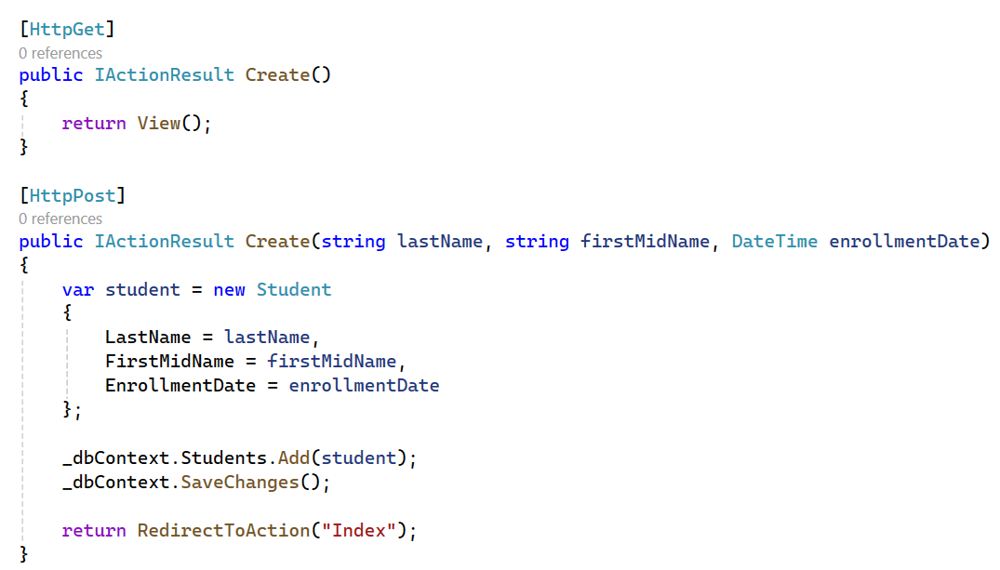 [HttpGet]
0 references
public IActionResult Create()
{
    return View();
}

[HttpPost]
0 references
public IActionResult Create(string lastName, string firstMidName, DateTime enrollmentDate)
{
    var student = new Student
    {
        LastName = lastName,
        FirstMidName = firstMidName,
        EnrollmentDate = enrollmentDate
    };

    _dbContext.Students.Add(student);
    _dbContext.SaveChanges();

    return RedirectToAction("Index");
}